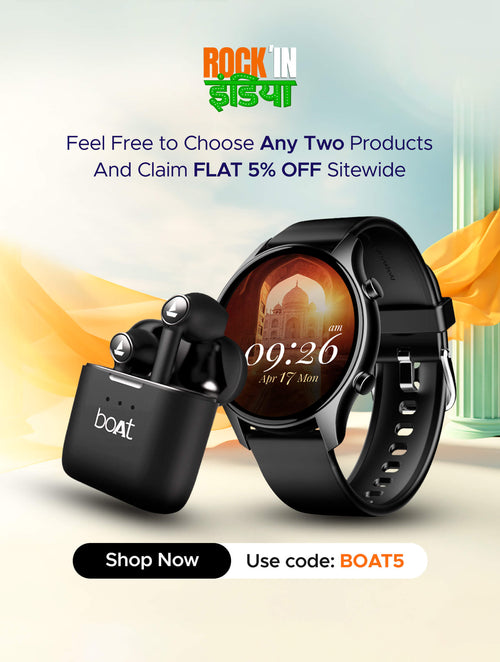 ROCK'IN
इंडिया
Feel Free to Choose Any Two Products
And Claim FLAT 5% OFF Sitewide
am
09:26
Apr 17 Mon
boAt
Shop Now
Use code: BOAT5